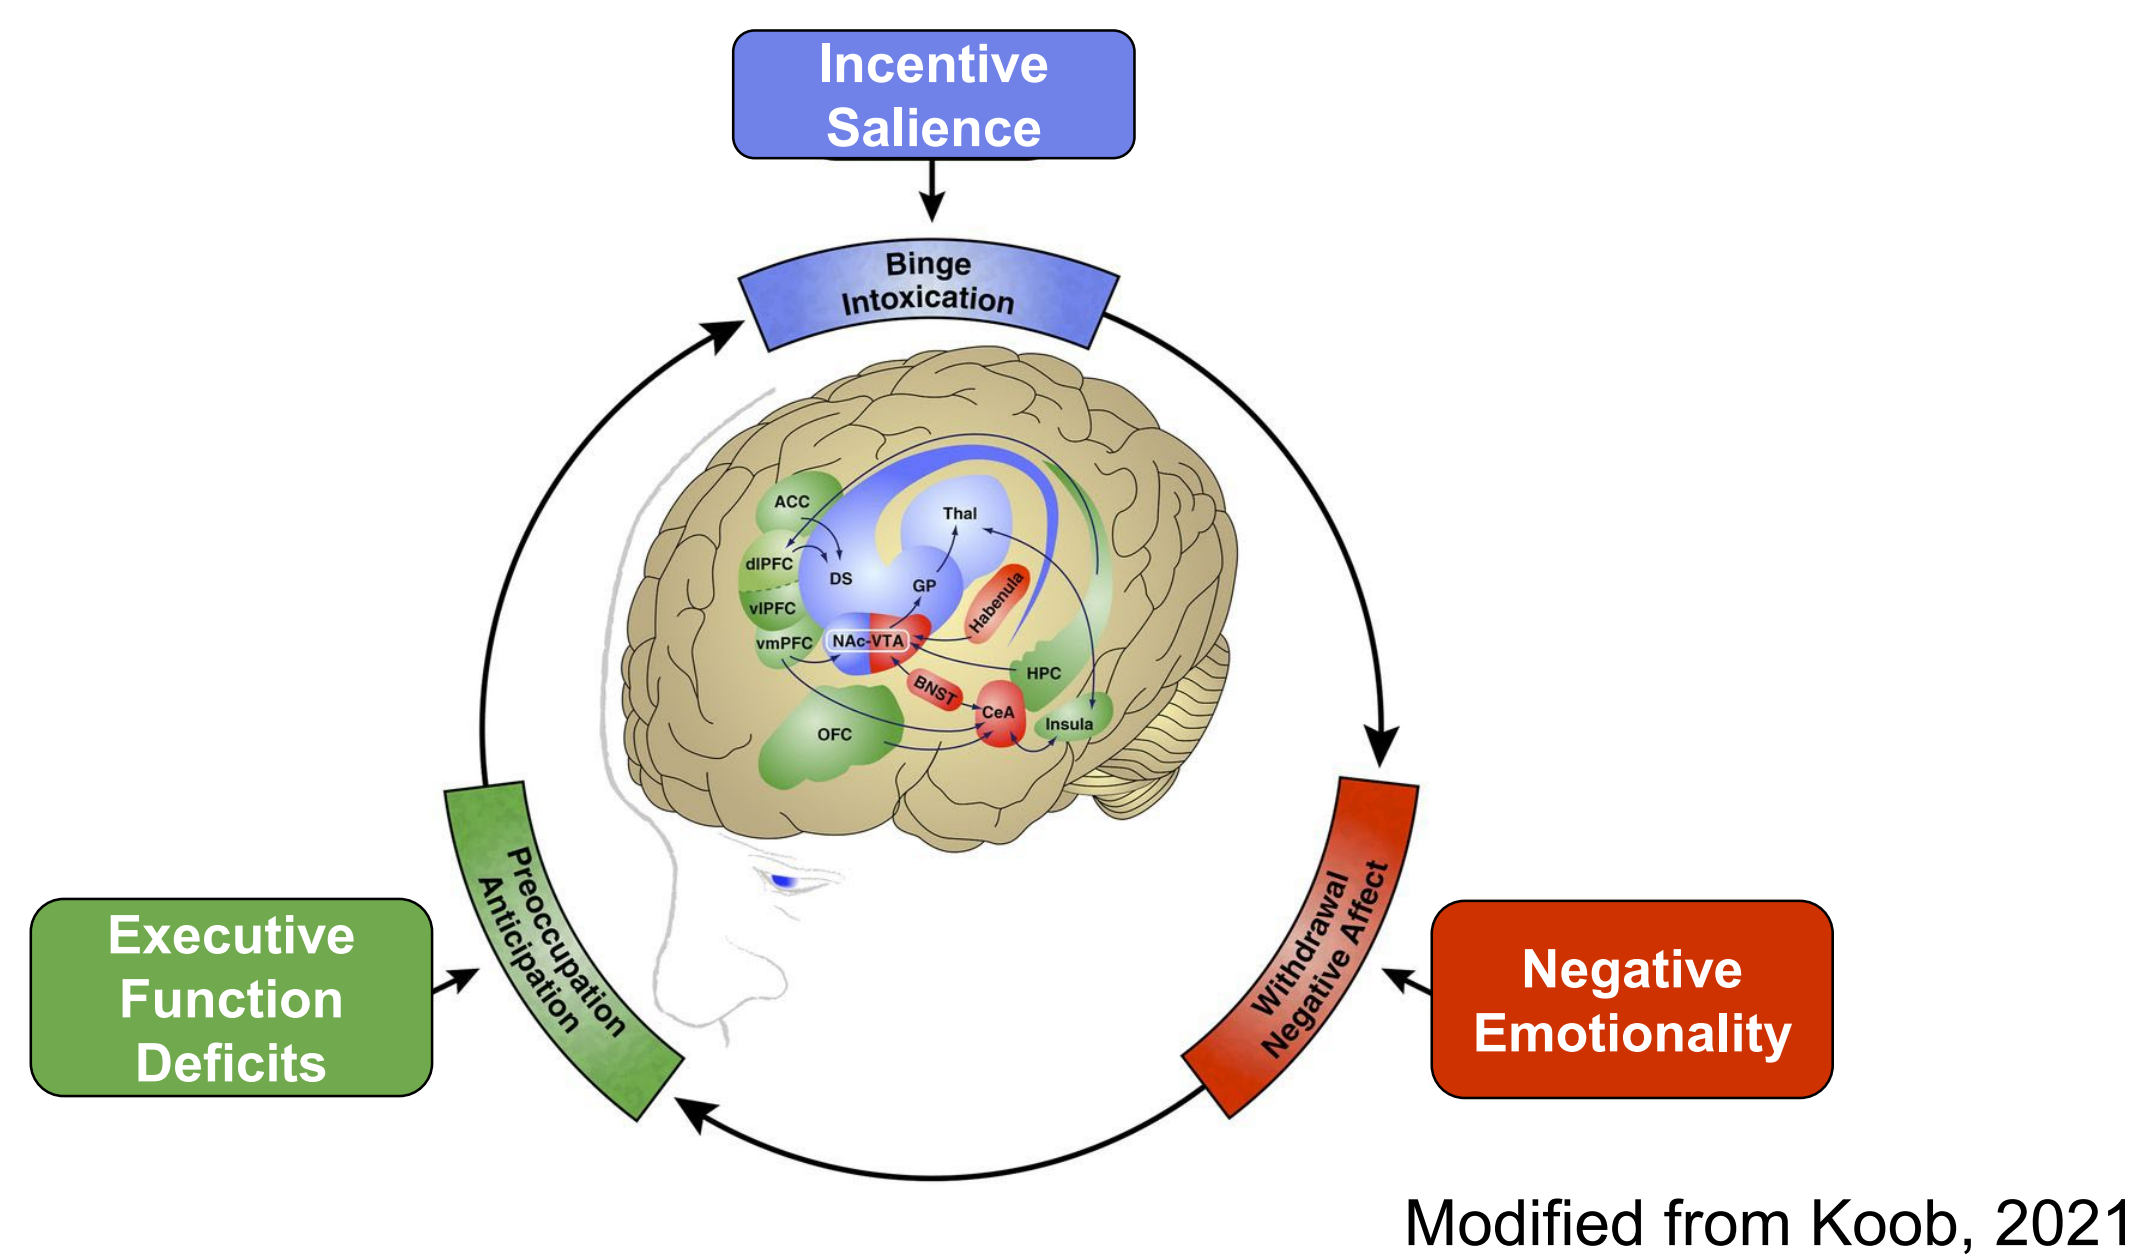 Incentive
Salience
Binge
Intoxication
ACC
Thal
dlPFC
DS
GP
Habenula
vlPFC
vmPFC
NAc-VTA
HPC
BNST
CeA
Insula
OFC
Preoccupation
Anticipation
Withdrawal
Negative Affect
Executive
Function
Deficits
Negative
Emotionality
Modified from Koob, 2021